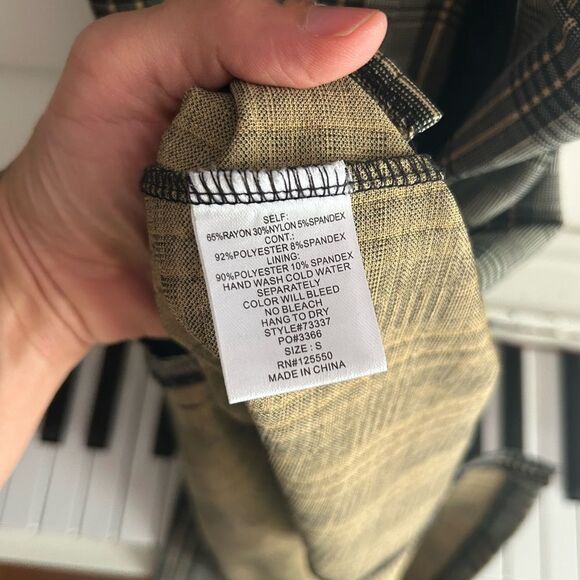 SELF:
65%RAYON 30%NYLON 5%SPANDEX
CONT.:
92%POLYESTER 8%SPANDEX
LINING:
90%POLYESTER 10% SPANDEX
HAND WASH COLD WATER
SEPARATELY
COLOR WILL BLEED
NO BLEACH
HANG TO DRY
STYLE#73337
PO#3366
SIZE : S
RN#125550
MADE IN CHINA